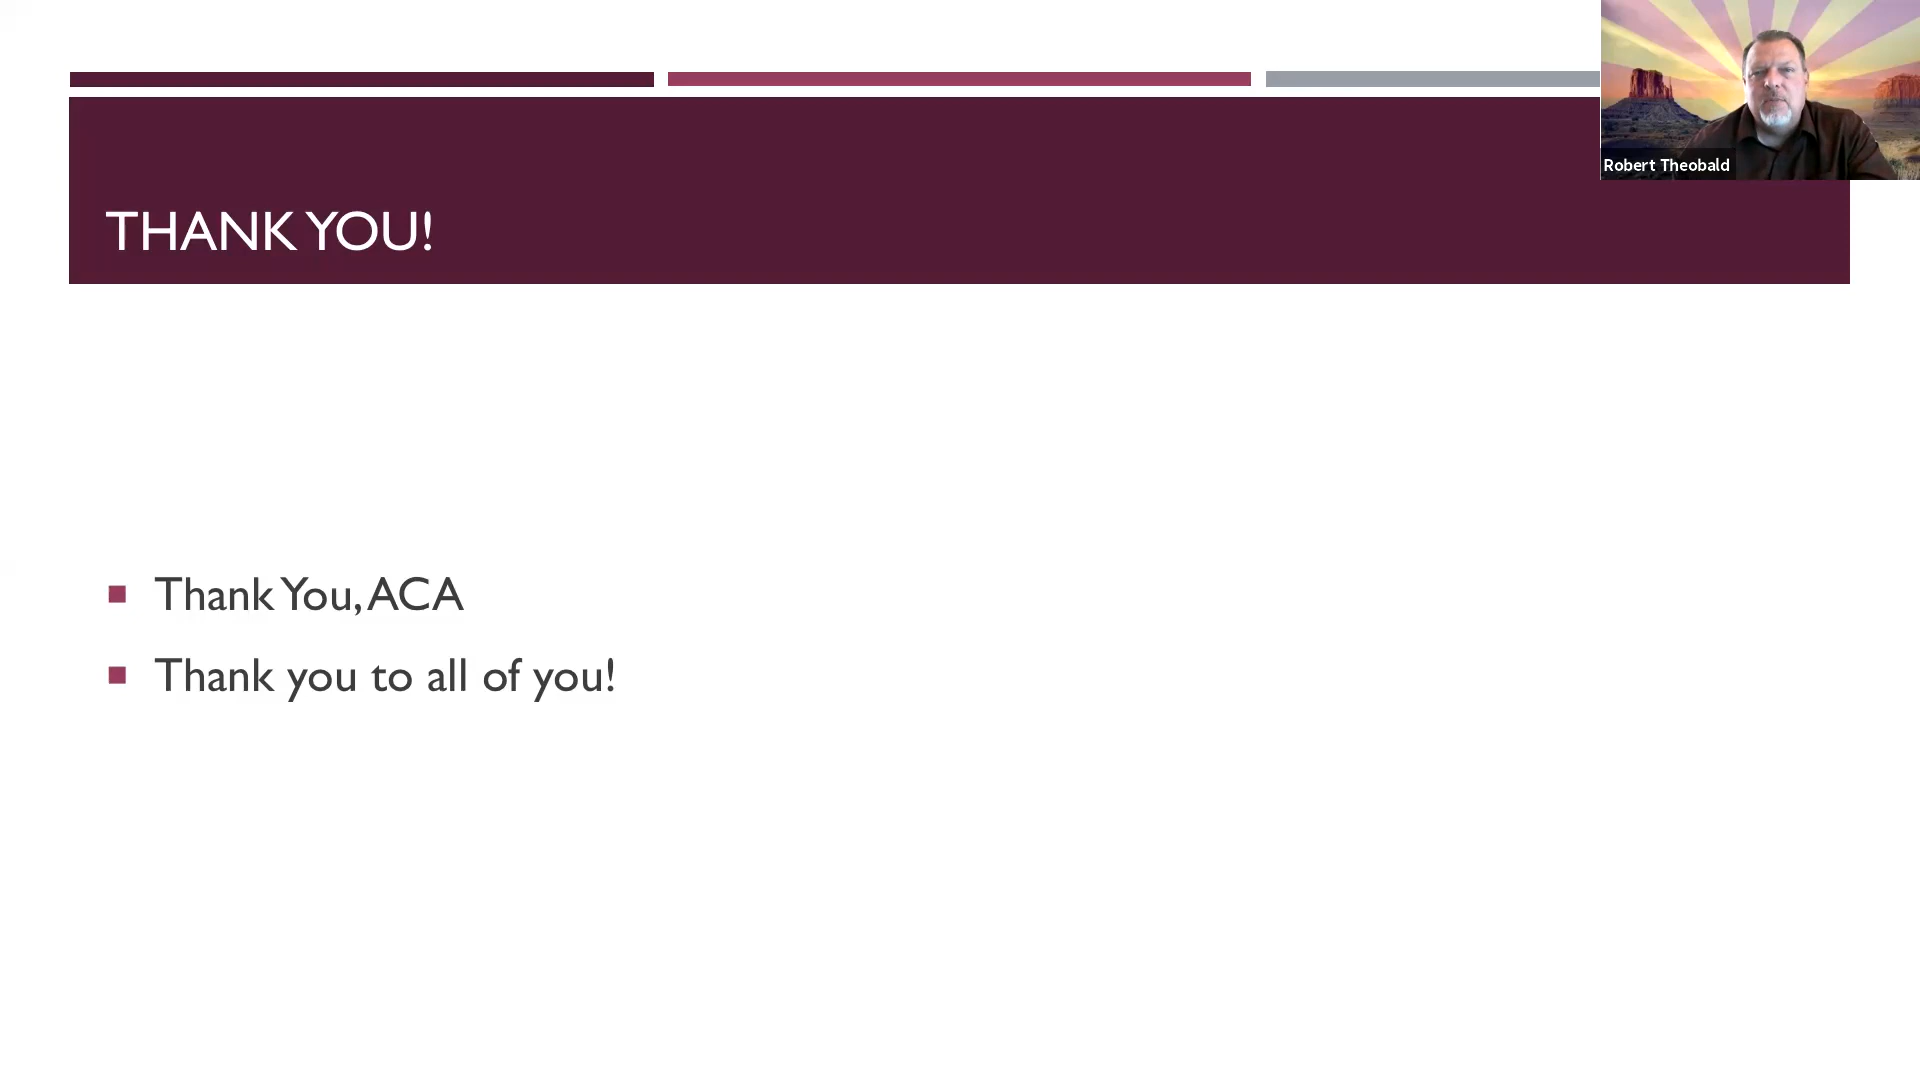 Robert Theobald
THANK YOU!
Thank You, ACA
Thank you to all of you!